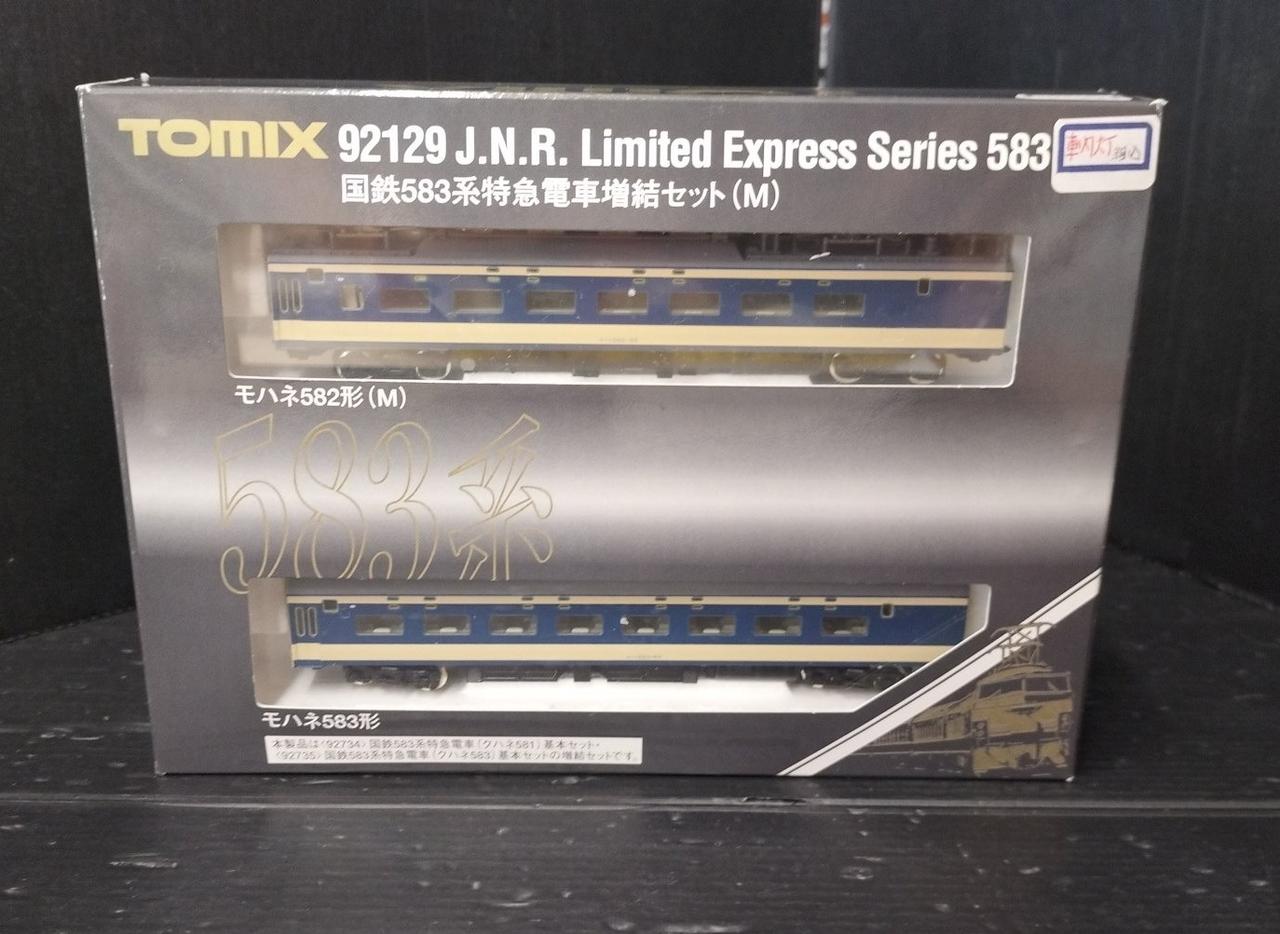 TOMIX 92129 J.N.R. Limited Express Series 583
国鉄583系特急電車増結セット(M)
モハネ582形(M)
583系
モハネ583形
本製品は〈92734〉国鉄583系特急電車(クハネ581)基本セット・
〈92735〉国鉄583系特急電車(クハネ583)基本セットの増結セットです。